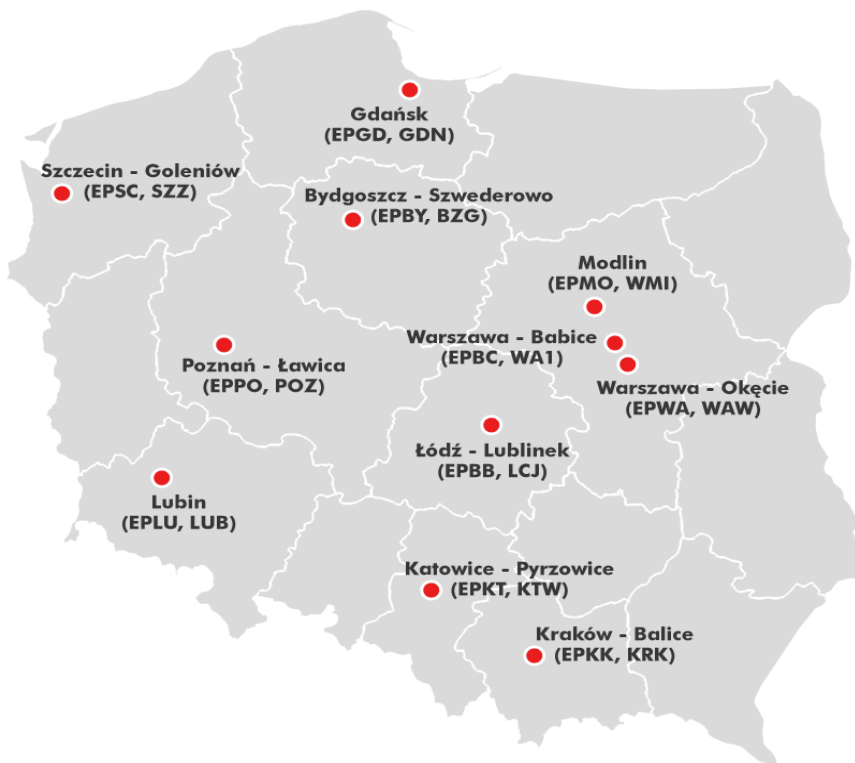 Gdańsk
(EPGD, GDN)
Szczecin - Goleniów
(EPSC, SZZ)
Bydgoszcz - Szwederowo
(EPBY, BZG)
Modlin
(EPMO, WMI)
Warszawa - Babice
(EPBC, WA1)
Poznań - Ławica
(EPPO, POZ)
Warszawa - Okęcie
(EPWA, WAW)
Łódź - Lublinek
(EPBB, LCJ)
Lubin
(EPLU, LUB)
Katowice - Pyrzowice
(EPKT, KTW)
Kraków - Balice
(EPKK, KRK)